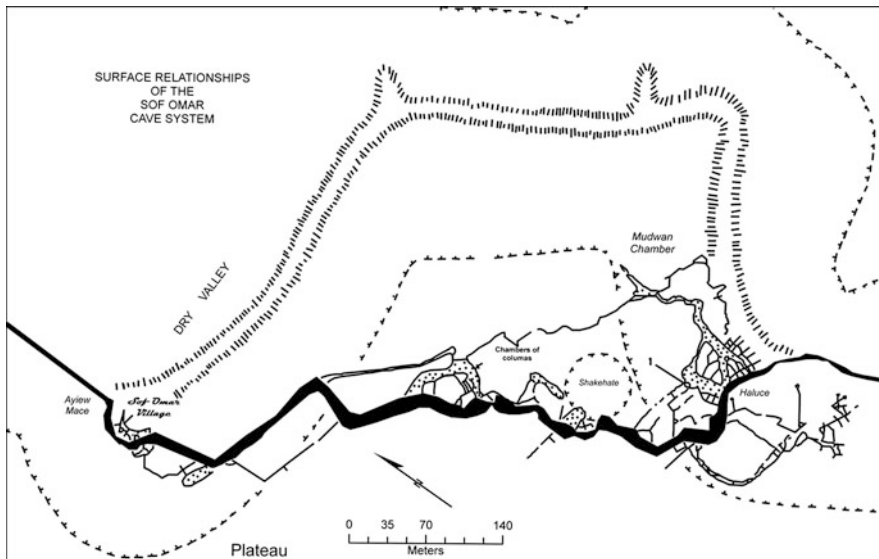 SURFACE RELATIONSHIPS
OF THE
SOF OMAR
CAVE SYSTEM
DRY VALLEY
Mudwan
Chamber
Chambers of
columas
1
Shakehate
Ayiew
Mace
Sof Omar
Village
Haluce
N
0 35 70 140
Meters
Plateau